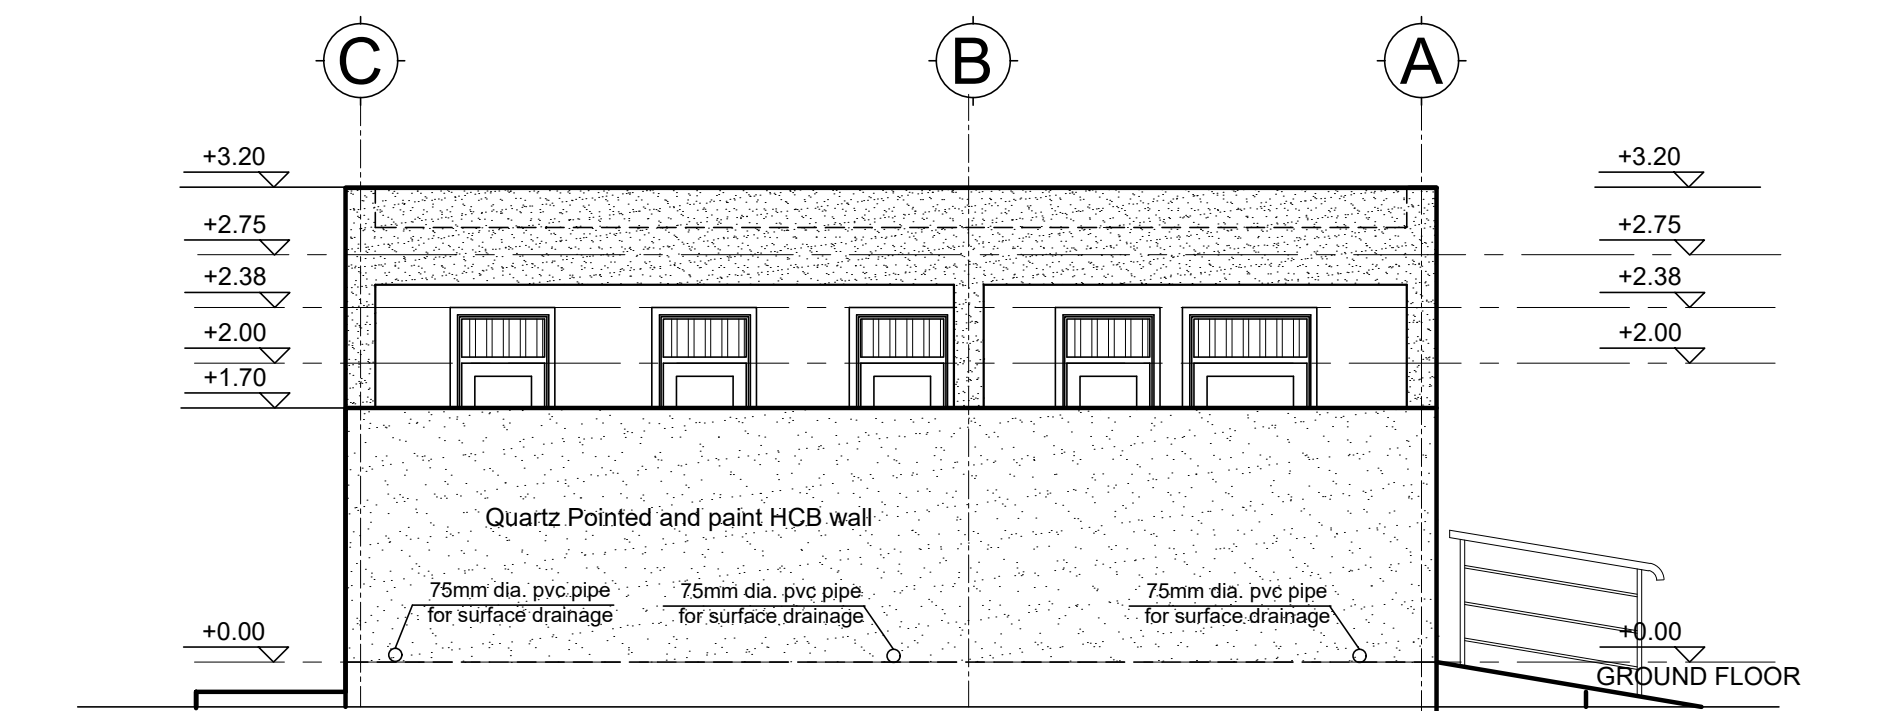 C B A
+3.20 +3.20
+2.75 +2.75
+2.38 +2.38
+2.00 +2.00
+1.70
Quartz Pointed and paint HCB wall
75mm dia. pvc pipe
for surface drainage
75mm dia. pvc pipe
for surface drainage
75mm dia. pvc pipe
for surface drainage
+0.00 +0.00
GROUND FLOOR